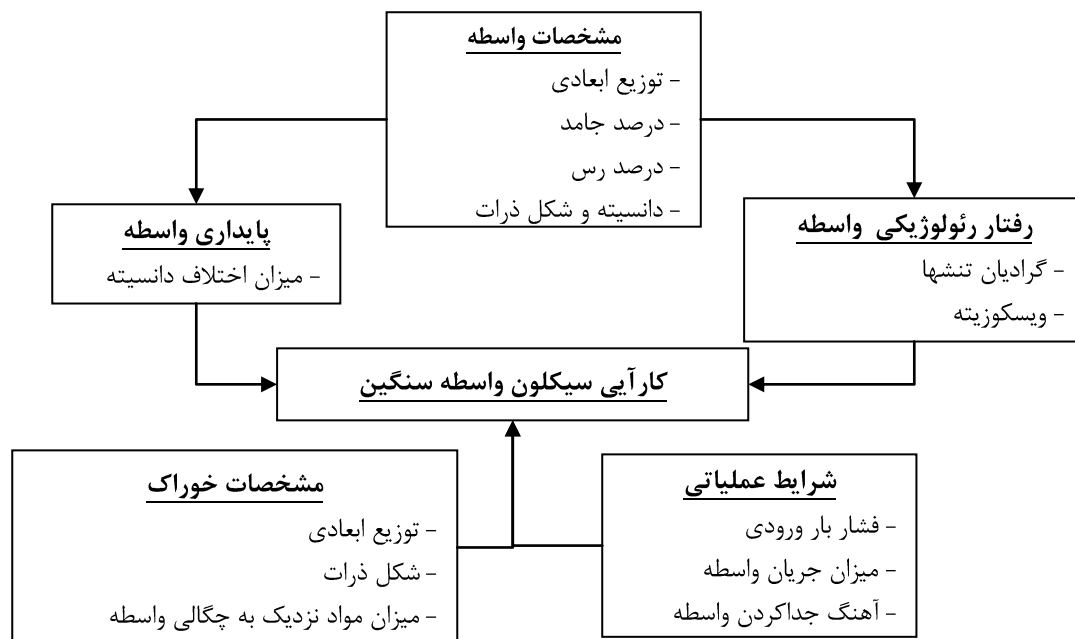 مشخصات واسطه
- توزیع ابعادی
- درصد جامد
- درصد رس
- دانسیته و شکل ذرات
رفتار رئولوژیکی واسطه
- گرادیان تنشها
- ویسکوزیته
پایداری واسطه
- میزان اختلاف دانسیته
کارآیی سیکلون واسطه سنگین
شرایط عملیاتی
- فشار بار ورودی
- میزان جریان واسطه
- آهنگ جداکردن واسطه
مشخصات خوراک
- توزیع ابعادی
- شکل ذرات
- میزان مواد نزدیک به چگالی واسطه